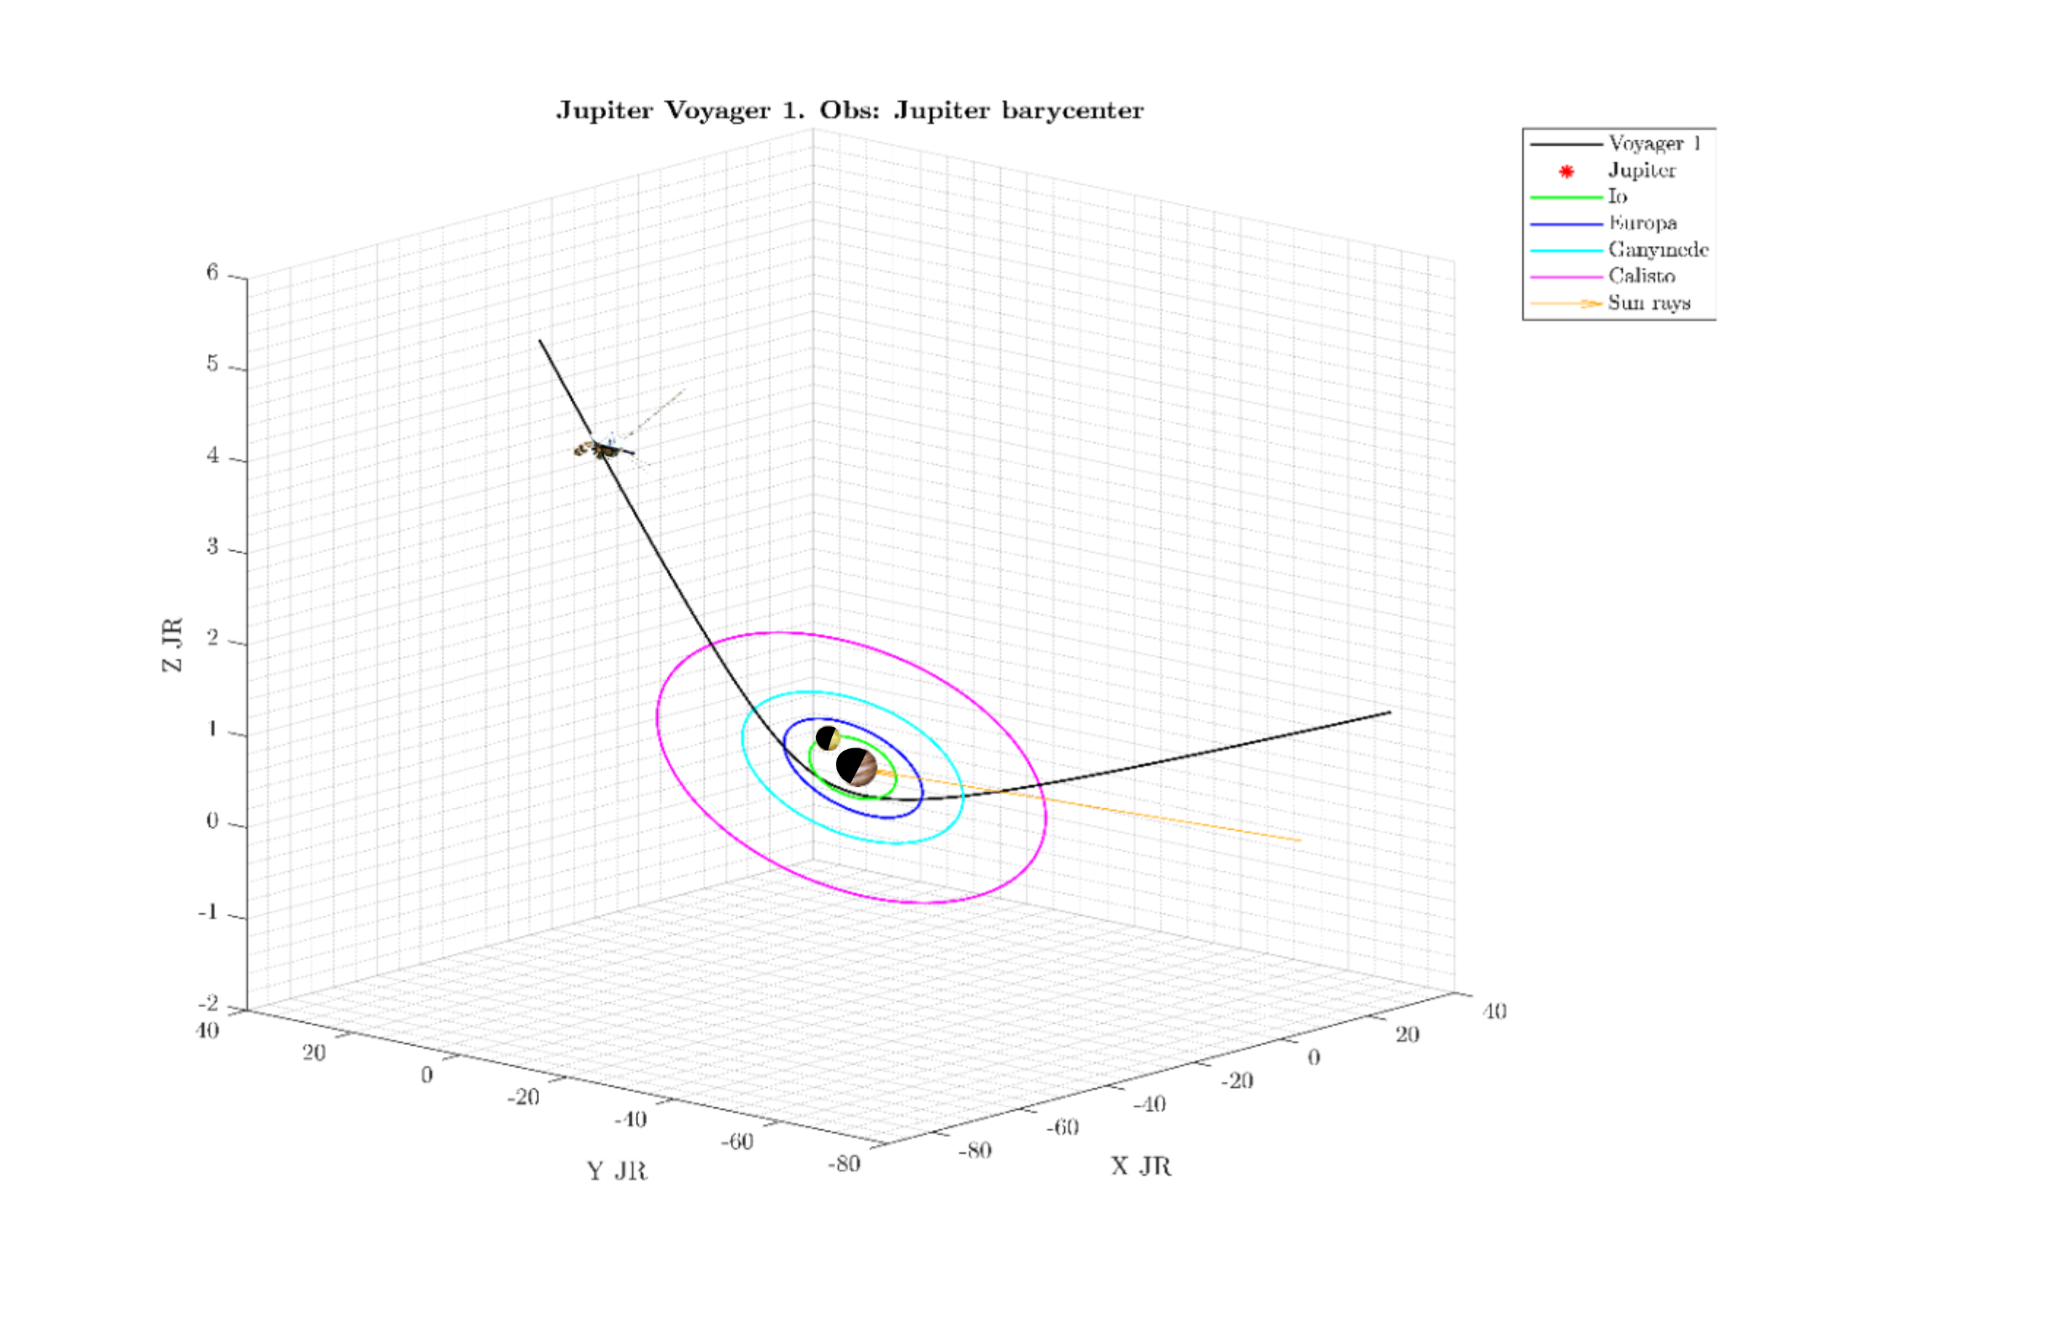 Jupiter Voyager 1. Obs: Jupiter barycenter
Voyager 1
Jupiter
Io
Europa
Ganymede
Calisto
Sun rays
6
5
4
3
2
1
0
-1
-2
Z JR
40
20
0
-20
-40
-60
-80
Y JR
-80
-60
-40
-20
0
20
40
X JR